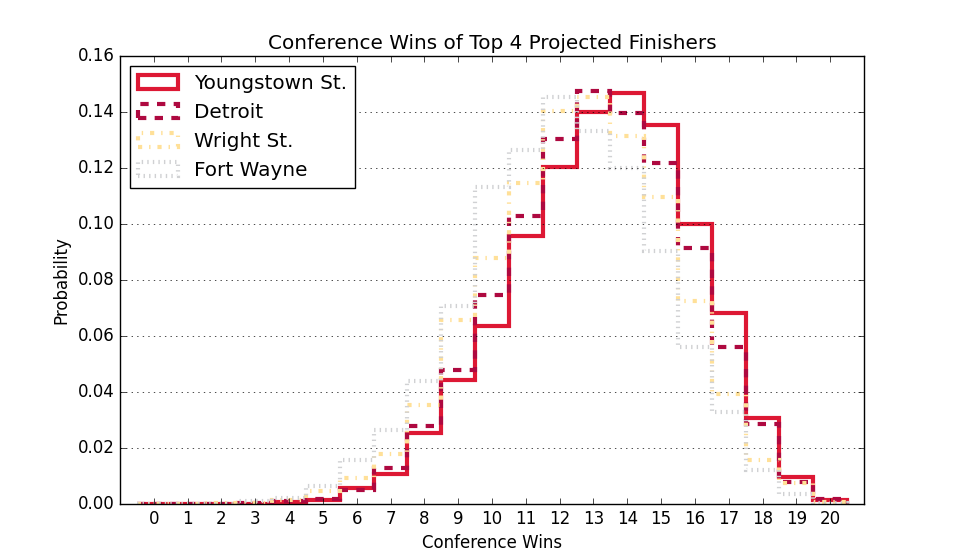 Conference Wins of Top 4 Projected Finishers
0.16
0.14
0.12
0.10
0.08
0.06
0.04
0.02
0.00
Probability
Youngstown St.
Detroit
Wright St.
Fort Wayne
0 1 2 3 4 5 6 7 8 9 10 11 12 13 14 15 16 17 18 19 20
Conference Wins